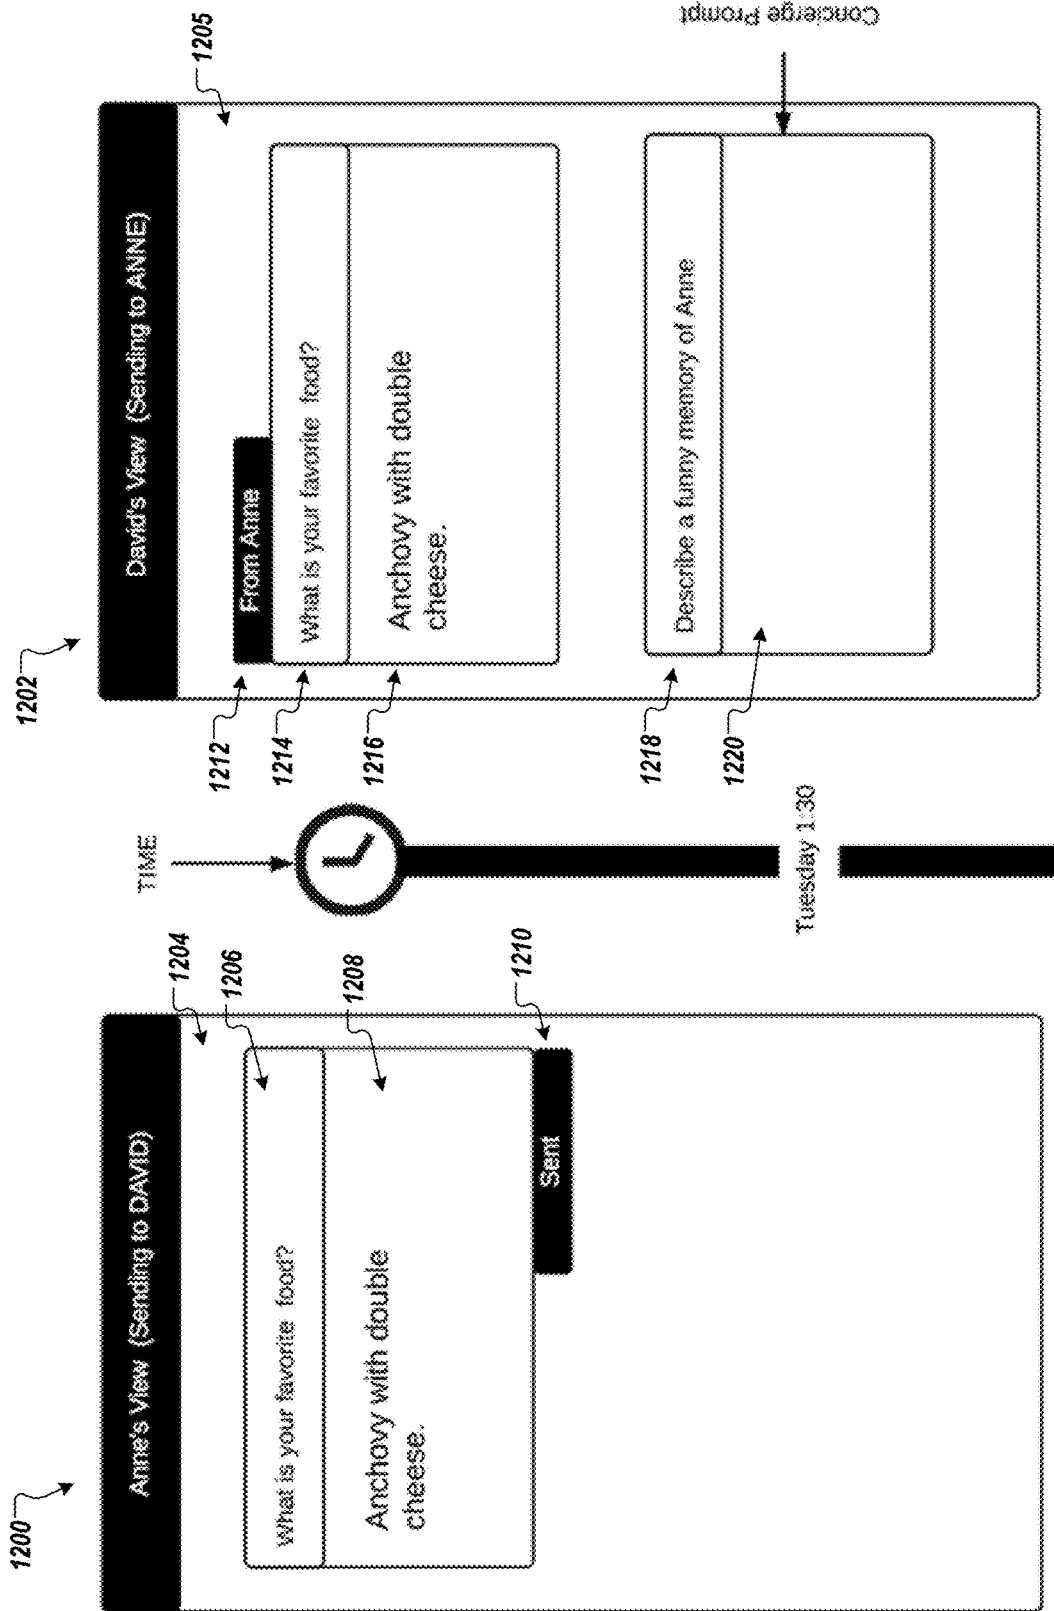 1200
Anne's View (Sending to DAVID)
1204
What is your favorite food?
1206
Anchovy with double
cheese.
1208
Sent
1210
TIME
Tuesday 1:30
1202
David's View (Sending to ANNE)
1205
From Anne
1212
What is your favorite food?
1214
Anchovy with double
cheese.
1216
Describe a funny memory of Anne
1218
1220
Concierge Prompt